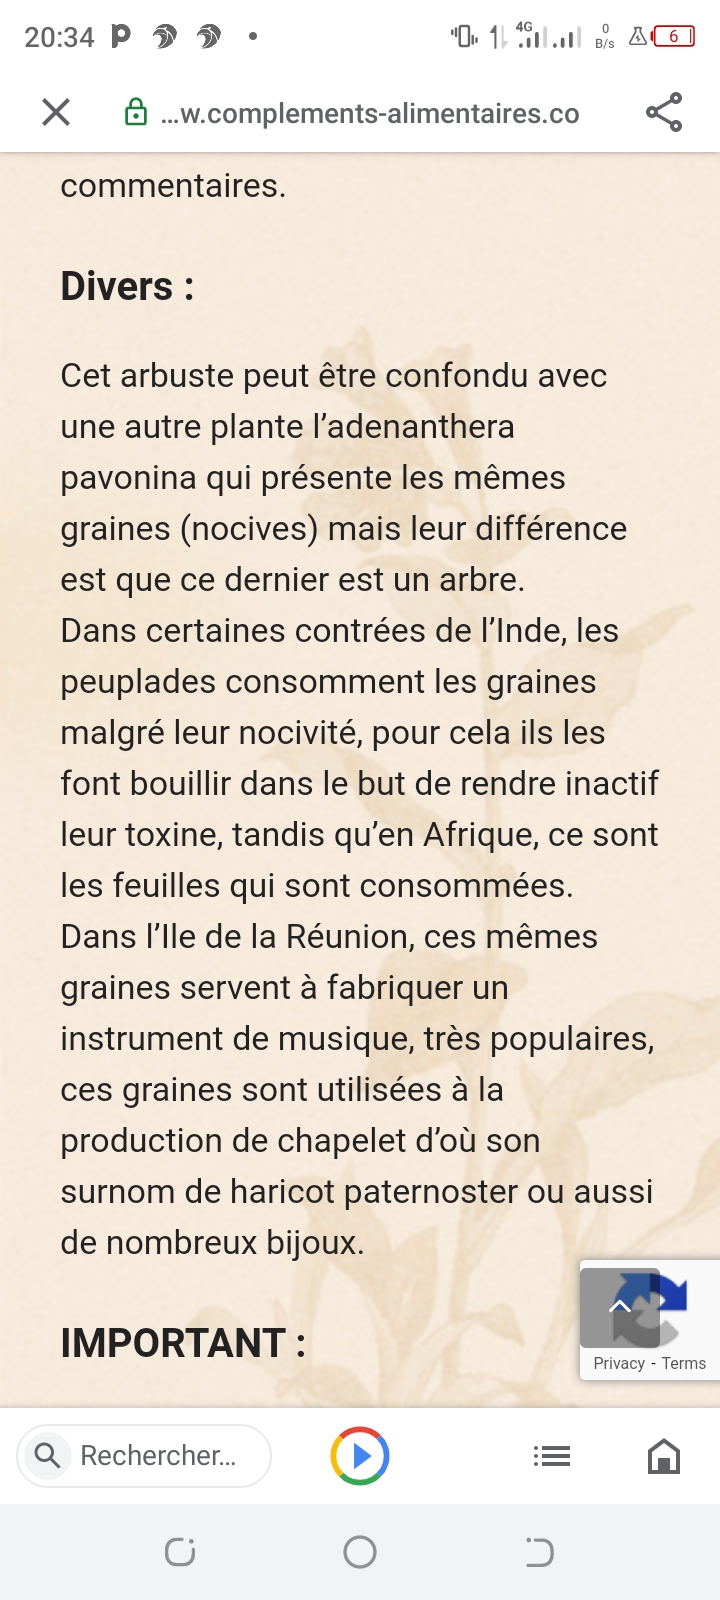 20:34
4G
0
B/s
6
...w.complements-alimentaires.co
commentaires.
Divers :
Cet arbuste peut être confondu avec
une autre plante l’adenanthera
pavonina qui présente les mêmes
graines (nocives) mais leur différence
est que ce dernier est un arbre.
Dans certaines contrées de l’Inde, les
peuplades consomment les graines
malgré leur nocivité, pour cela ils les
font bouillir dans le but de rendre inactif
leur toxine, tandis qu’en Afrique, ce sont
les feuilles qui sont consommées.
Dans l’Ile de la Réunion, ces mêmes
graines servent à fabriquer un
instrument de musique, très populaires,
ces graines sont utilisées à la
production de chapelet d’où son
surnom de haricot paternoster ou aussi
de nombreux bijoux.
IMPORTANT :
Privacy - Terms
Rechercher...